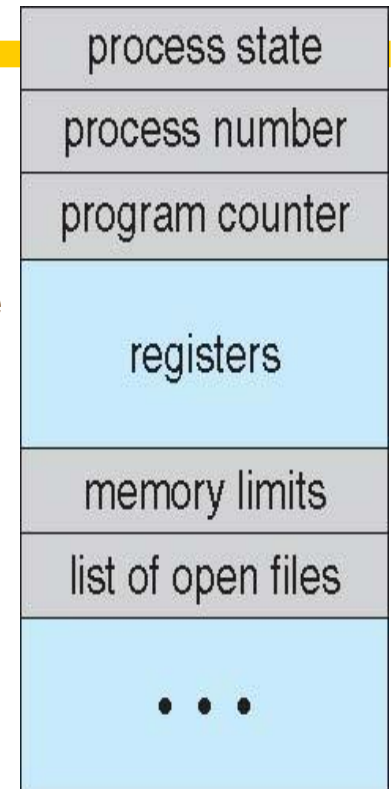 process state
process number
program counter
registers
memory limits
list of open files
• • •